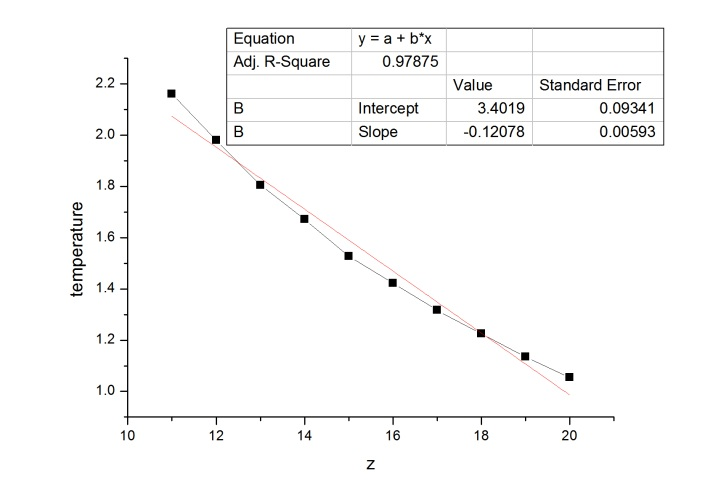 Equation y = a + b*x
Adj. R-Square 0.97875
Value Standard Error
B Intercept 3.4019 0.09341
B Slope -0.12078 0.00593
2.2
2.0
1.8
1.6
1.4
1.2
1.0
temperature
10 12 14 16 18 20
z